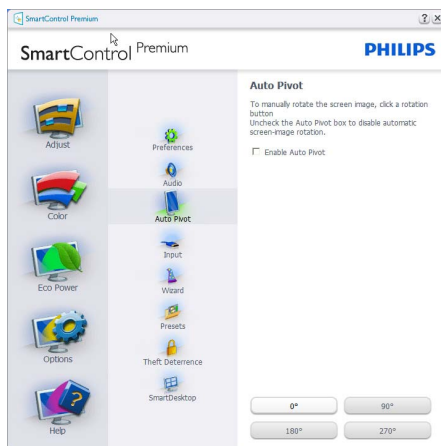 SmartControl Premium
SmartControl Premium
PHILIPS
Adjust
Color
Eco Power
Options
Help
Preferences
Audio
Auto Pivot
Input
Wizard
Presets
Theft Deterrence
SmartDesktop
Auto Pivot
To manually rotate the screen image, click a rotation
button
Uncheck the Auto Pivot box to disable automatic
screen-image rotation.
Enable Auto Pivot
0° 90°
180° 270°